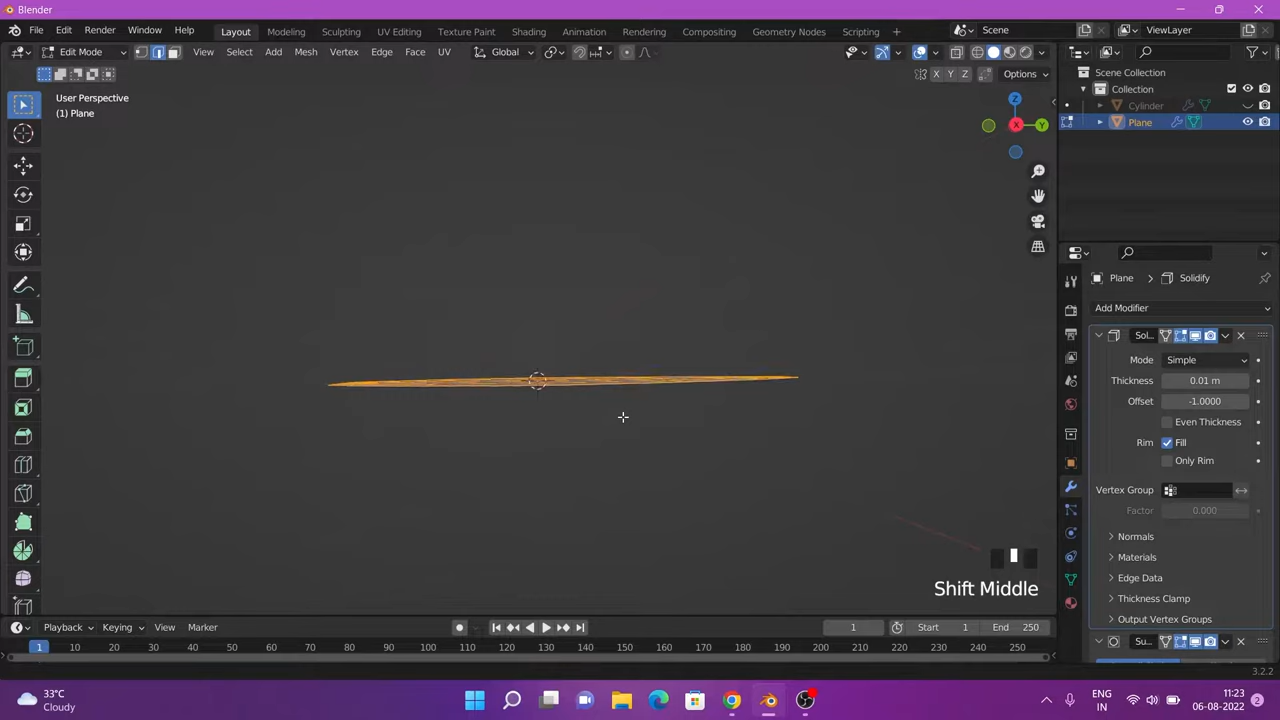 Blender
File Edit Render Window Help Layout Modeling Sculpting UV Editing Texture Paint Shading Animation Rendering Compositing Geometry Nodes Scripting + Scene ViewLayer
Edit Mode View Select Add Mesh Vertex Edge Face UV Global
X Y Z Options
User Perspective
(1) Plane
Z
X
Y
Scene Collection
Collection
Cylinder
Plane
Plane > Solidify
Add Modifier
Sol...
Mode Simple
Thickness 0.01 m
Offset -1.0000
Even Thickness
Rim Fill
Only Rim
Vertex Group
Factor 0.000
Normals
Materials
Edge Data
Thickness Clamp
Output Vertex Groups
Su...
Shift Middle
Playback Keying View Marker 1 Start 1 End 250
1 10 20 30 40 50 60 70 80 90 100 110 120 130 140 150 160 170 180 190 200 210 220 230 240 250
3.2.2
33°C
Cloudy
ENG
IN
11:23
06-08-2022
2